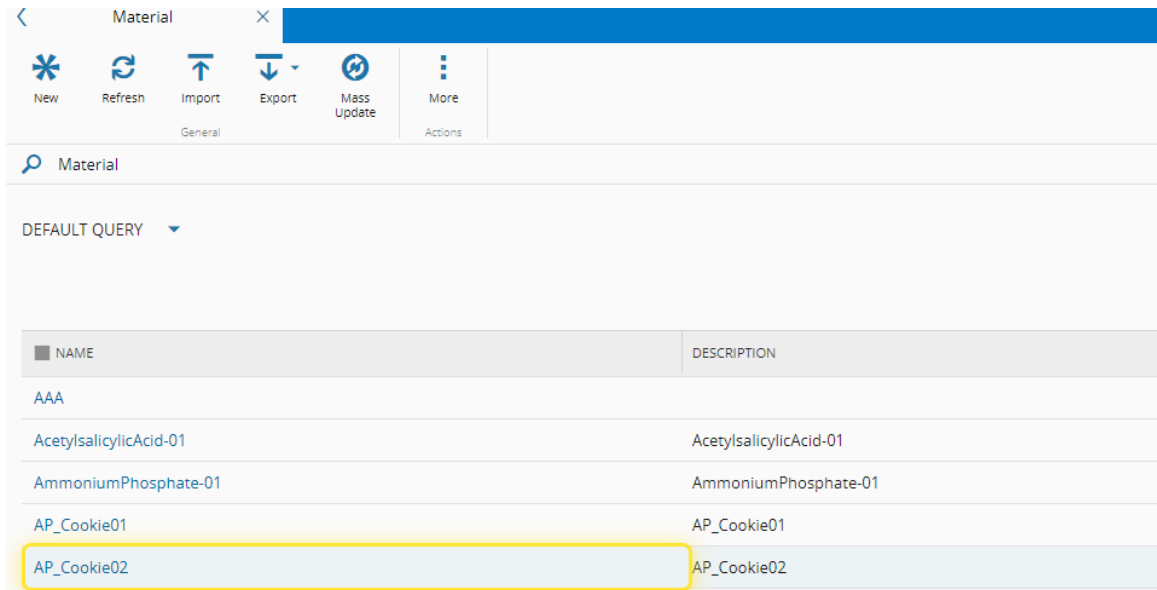 Material
New Refresh Import Export Mass Update More
General Actions
Material
DEFAULT QUERY
NAME DESCRIPTION
AAA
AcetylsalicylicAcid-01 AcetylsalicylicAcid-01
AmmoniumPhosphate-01 AmmoniumPhosphate-01
AP_Cookie01 AP_Cookie01
AP_Cookie02 AP_Cookie02